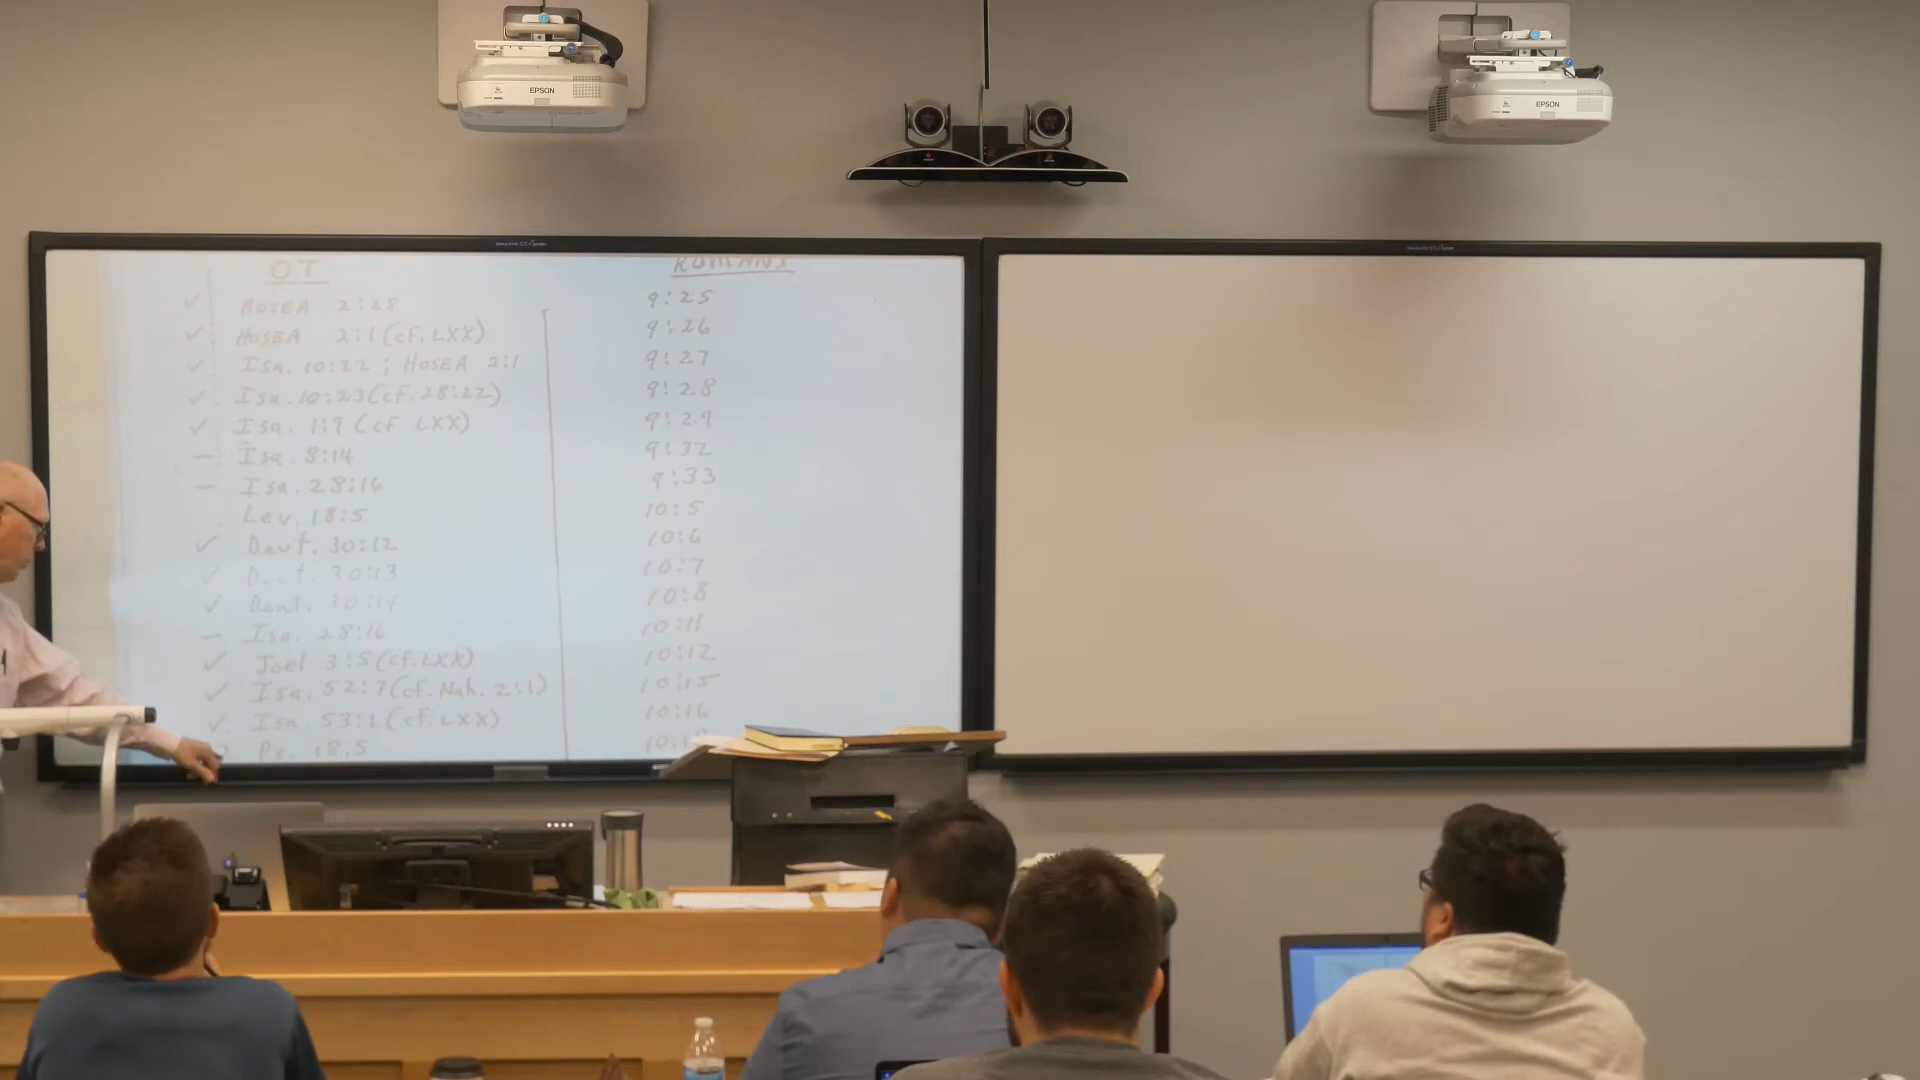 EPSON
EPSON
OT ROMANS
✓ HOSEA 2:25 9:25
✓ HOSEA 2:1 (cf. LXX) 9:26
✓ Isa. 10:22 ; HOSEA 2:1 9:27
✓ Isa. 10:23 (cf. 28:22) 9:28
✓ Isa. 1:9 (cf LXX) 9:29
— Isa. 8:14 9:32
— Isa. 28:16 9:33
Lev. 18:5 10:5
✓ Deut. 30:12 10:6
✓ Deut. 30:13 10:7
✓ Deut. 30:14 10:8
— Isa. 28:16 10:11
✓ Joel 3:5 (cf. LXX) 10:12
✓ Isa. 52:7 (cf. Nah. 2:1) 10:15
✓ Isa. 53:1 (cf. LXX) 10:16
Ps. 18:5